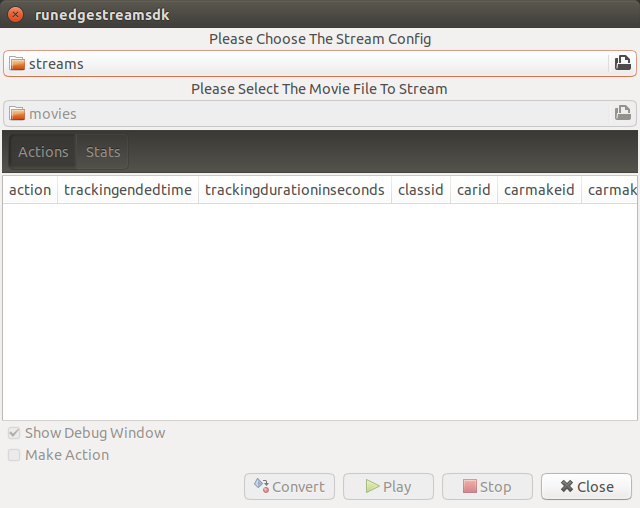 runedgestreamsdk
Please Choose The Stream Config
streams
Please Select The Movie File To Stream
movies
Actions Stats
action trackingendedtime trackingdurationinseconds classid carid carmakeid carmak
Show Debug Window
Make Action
Convert Play Stop Close